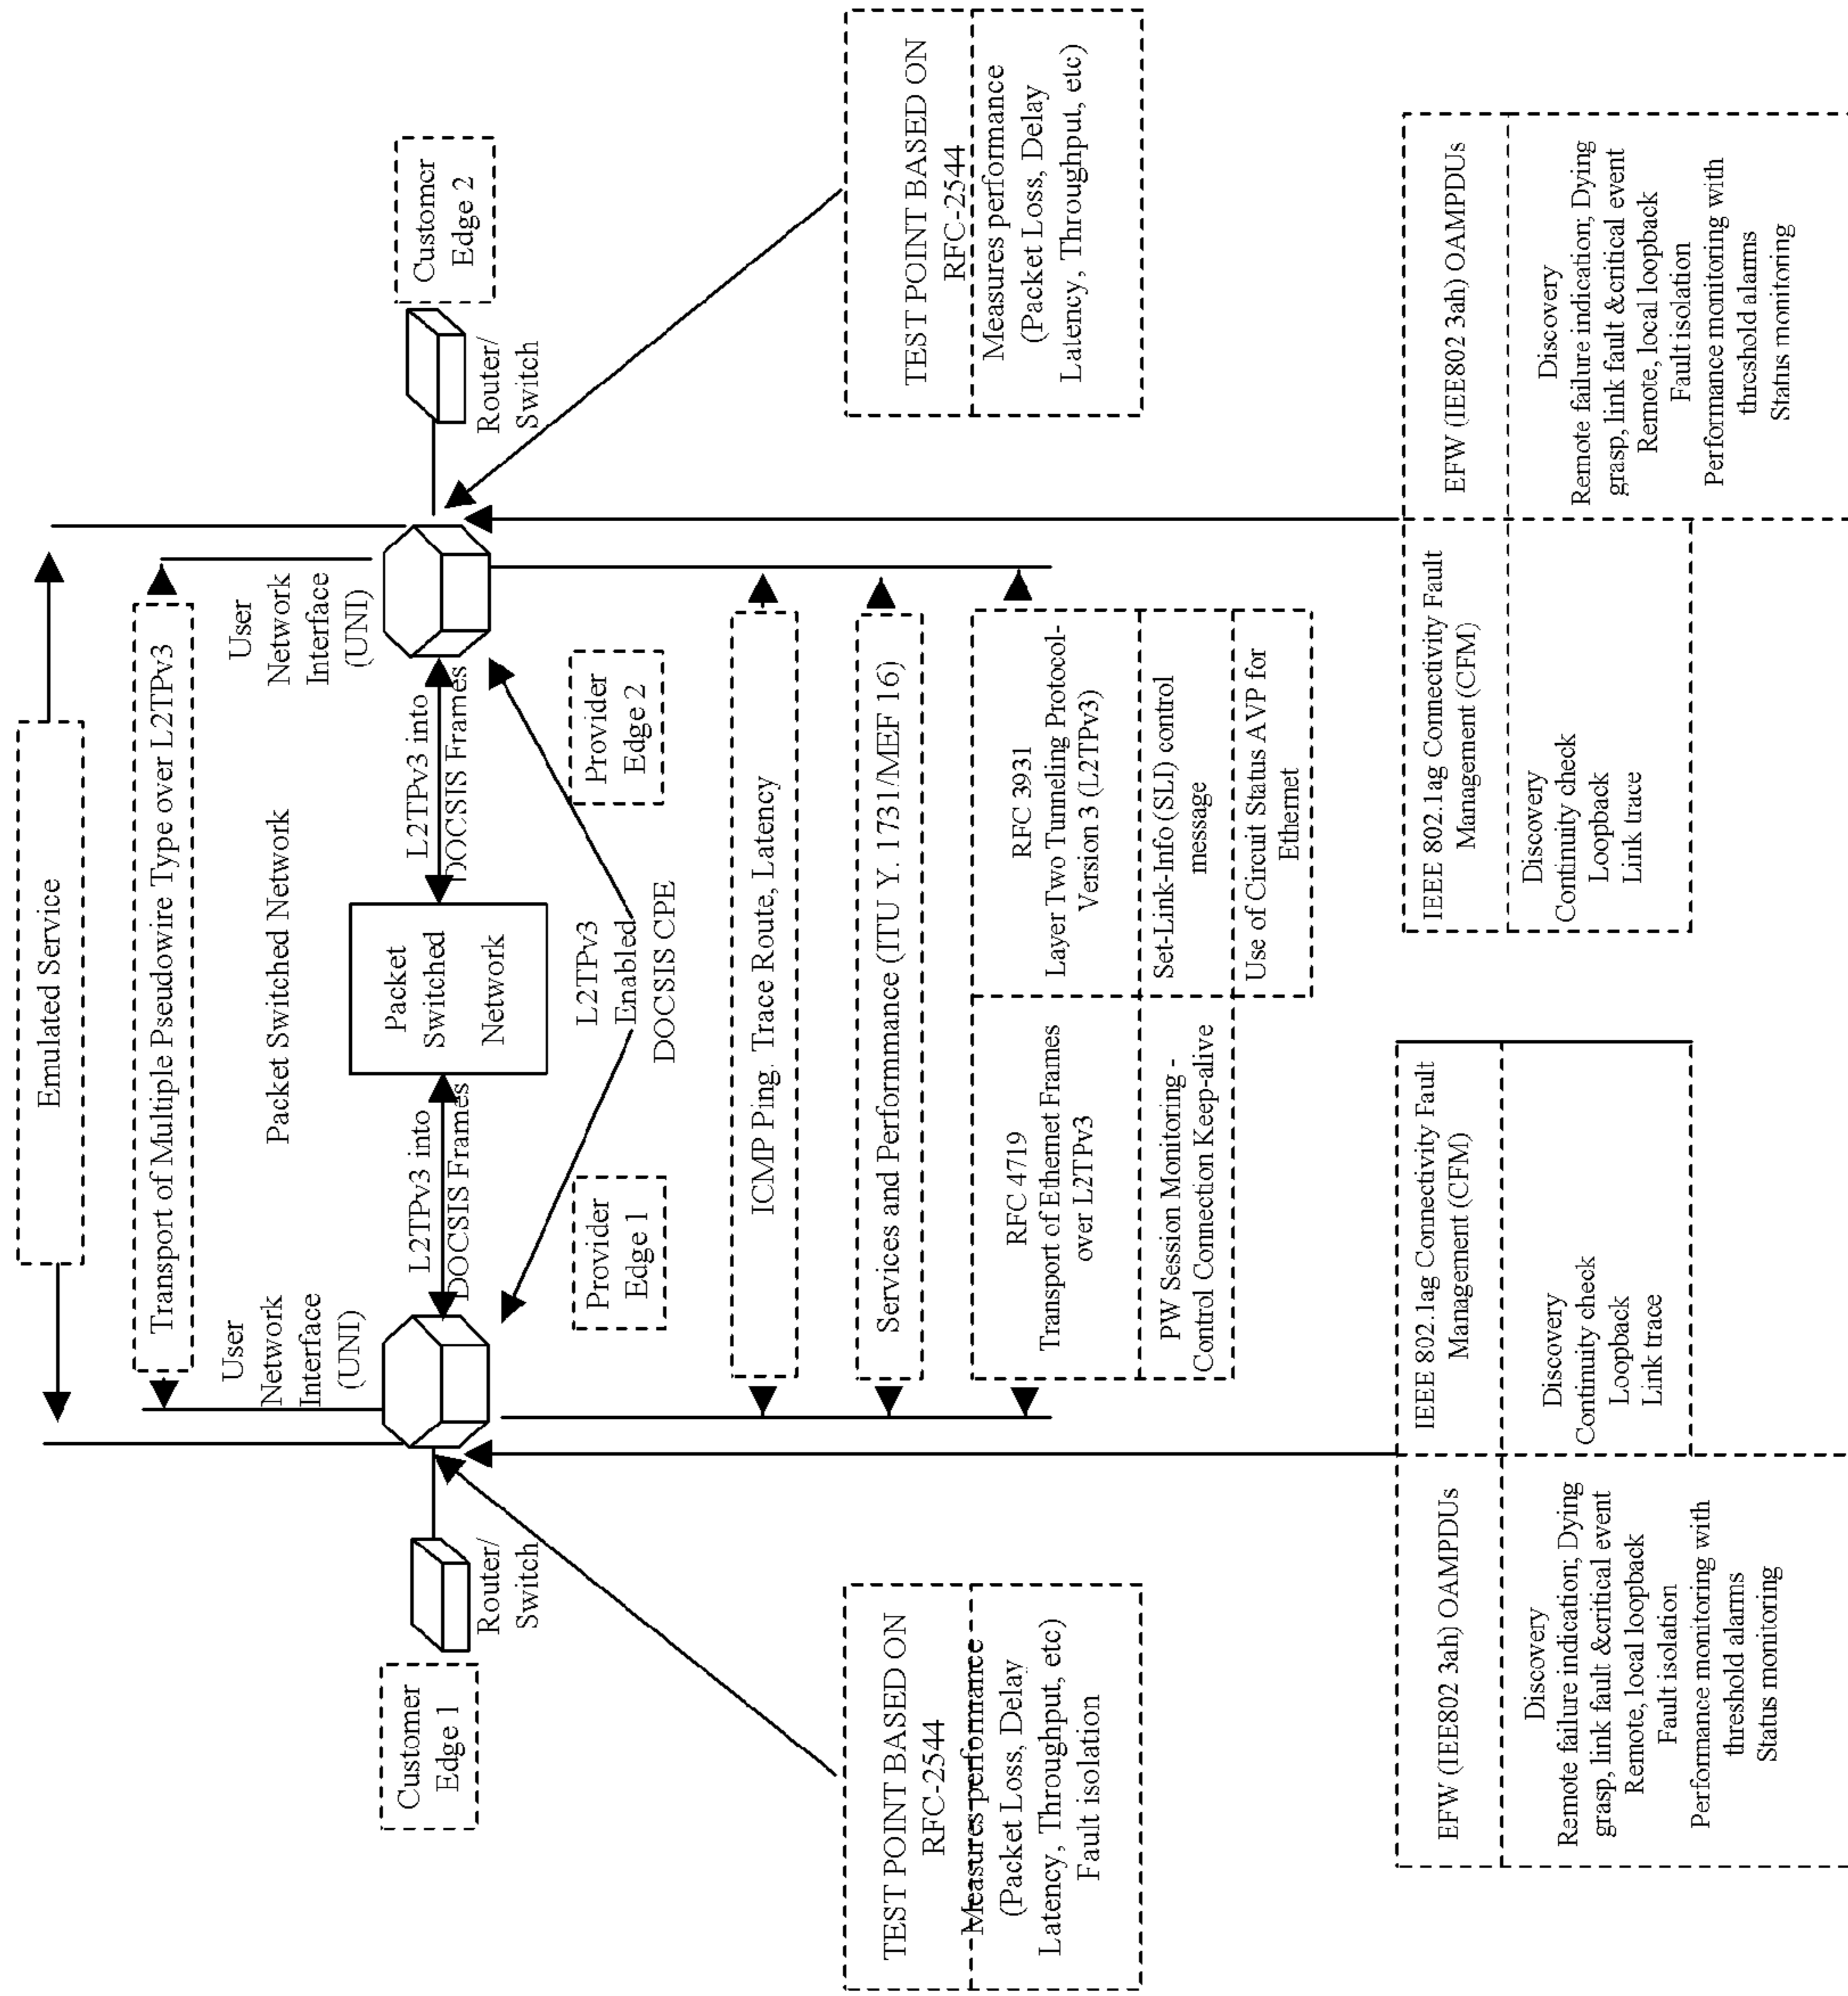 Emulated Service
Transport of Multiple Pseudowire Type over L2TPv3
User
Network
Interface
(UNI)
Packet Switched Network
User
Network
Interface
(UNI)
Customer
Edge 1
Router/
Switch
L2TPv3 into
DOCSIS Frames
Packet
Switched
Network
L2TPv3 into
DOCSIS Frames
Router/
Switch
Customer
Edge 2
Provider
Edge 1
L2TPv3
Enabled
DOCSIS CPE
Provider
Edge 2
ICMP Ping. Trace Route, Latency
Services and Performance (ITU Y. 1731/MEF 16)
TEST POINT BASED ON
RFC-2544
Measures performance
(Packet Loss, Delay
Latency, Throughput, etc)
Fault isolation
RFC 4719
Transport of Ethernet Frames
over L2TPv3
PW Session Monitoring -
Control Connection Keep-alive
RFC 3931
Layer Two Tunneling Protocol-
Version 3 (L2TPv3)
Set-Link-Info (SLI) control
message
Use of Circuit Status AVP for
Ethernet
TEST POINT BASED ON
RFC-2544
Measures performance
(Packet Loss, Delay
Latency, Throughput, etc)
EFW (IEE802 3ah) OAMPDUs
Discovery
Remote failure indication; Dying
grasp, link fault &critical event
Remote, local loopback
Fault isolation
Performance monitoring with
threshold alarms
Status monitoring
IEEE 802.1ag Connectivity Fault
Management (CFM)
Discovery
Continuity check
Loopback
Link trace
IEEE 802.1ag Connectivity Fault
Management (CFM)
Discovery
Continuity check
Loopback
Link trace
EFW (IEE802 3ah) OAMPDUs
Discovery
Remote failure indication; Dying
grasp, link fault &critical event
Remote, local loopback
Fault isolation
Performance monitoring with
threshold alarms
Status monitoring